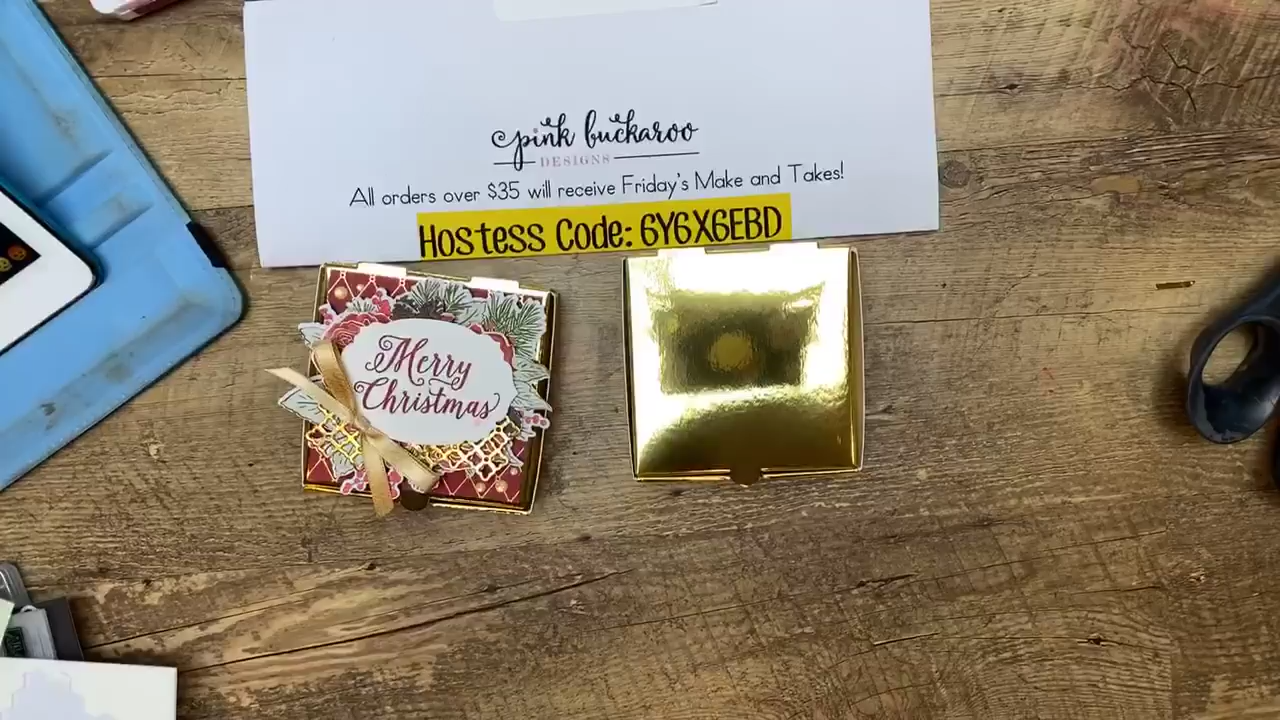 pink buckaroo
DESIGNS
All orders over $35 will receive Friday's Make and Takes!
Hostess Code: 6Y6X6EBD
Merry
Christmas